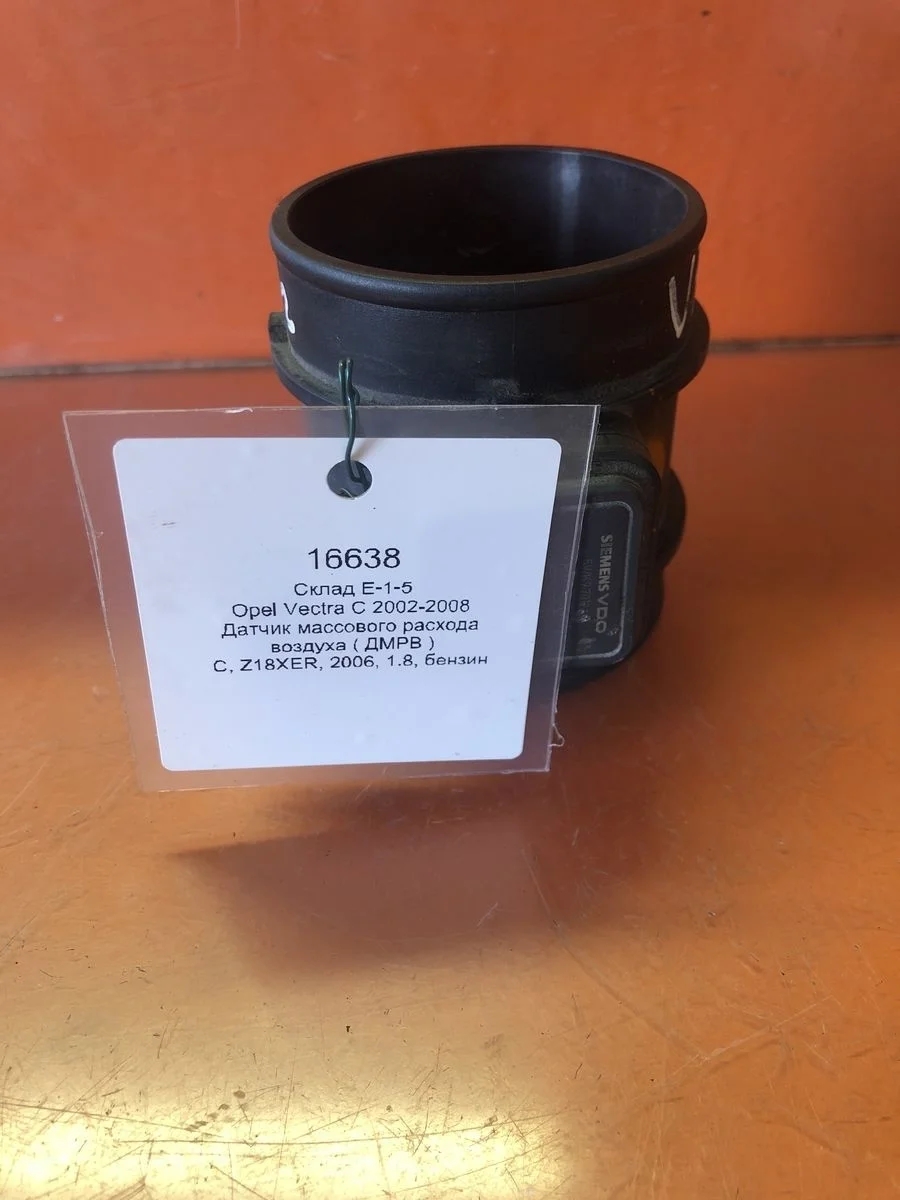 16638
Склад E-1-5
Opel Vectra C 2002-2008
Датчик массового расхода
воздуха ( ДМРВ )
C, Z18XER, 2006, 1.8, бензин
SIEMENS VDO